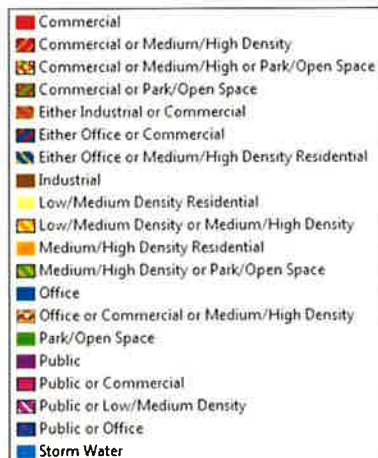 Commercial
Commercial or Medium/High Density
Commercial or Medium/High or Park/Open Space
Commercial or Park/Open Space
Either Industrial or Commercial
Either Office or Commercial
Either Office or Medium/High Density Residential
Industrial
Low/Medium Density Residential
Low/Medium Density or Medium/High Density
Medium/High Density Residential
Medium/High Density or Park/Open Space
Office
Office or Commercial or Medium/High Density
Park/Open Space
Public
Public or Commercial
Public or Low/Medium Density
Public or Office
Storm Water